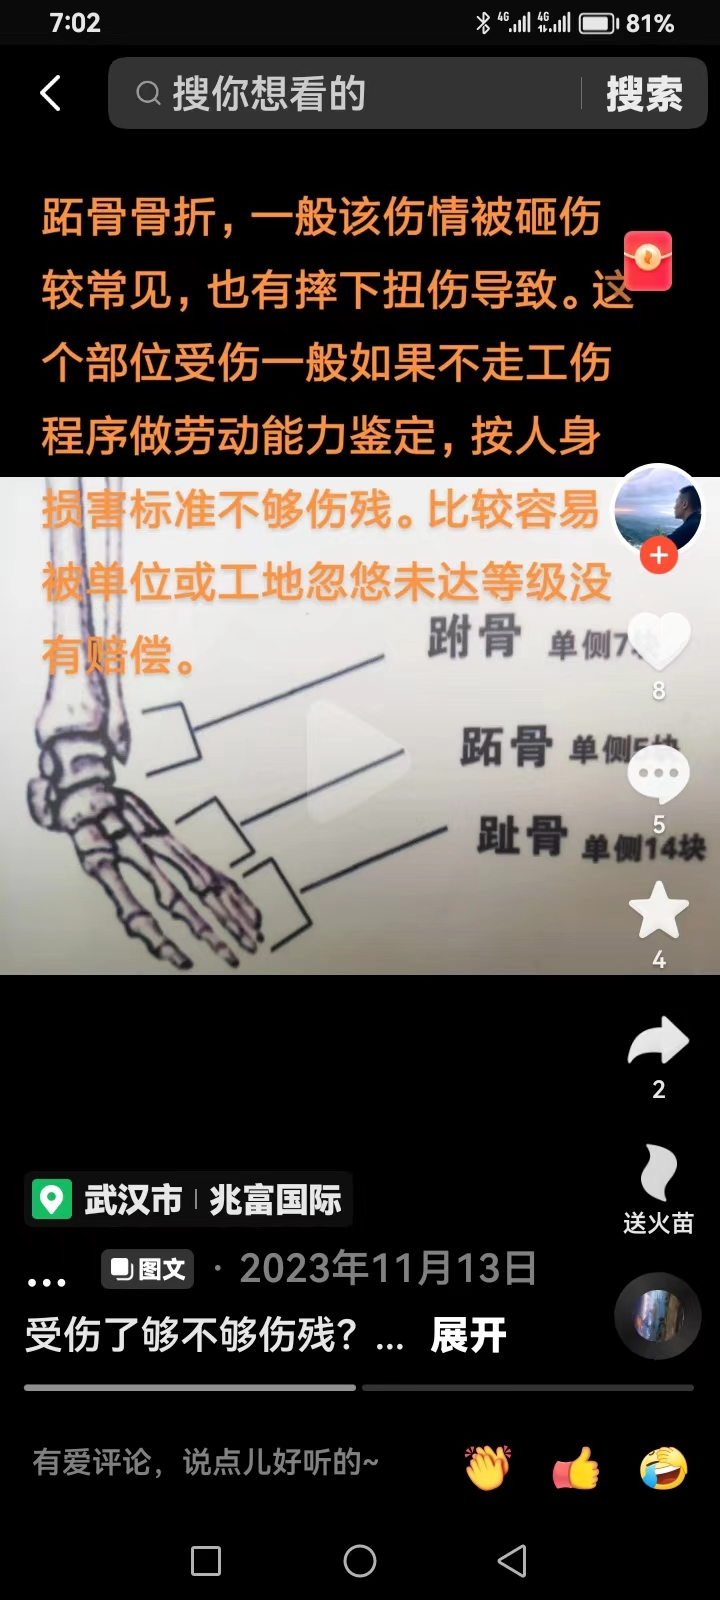 7:02
4G 4G 81%
搜你想看的 搜索
跖骨骨折，一般该伤情被砸伤
较常见，也有摔下扭伤导致。这
个部位受伤一般如果不走工伤
程序做劳动能力鉴定，按人身
损害标准不够伤残。比较容易
被单位或工地忽悠未达等级没
有赔偿。
跗骨 单侧7块
跖骨 单侧5块
趾骨 单侧14块
8
5
4
2
送火苗
武汉市 兆富国际
... 图文 · 2023年11月13日
受伤了够不够伤残？... 展开
有爱评论，说点儿好听的~